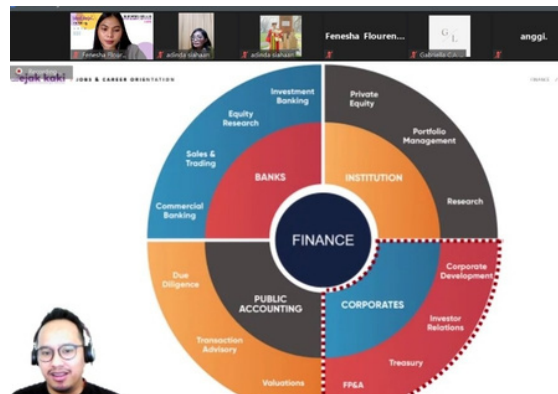 Fenesha Flour...
adinda siahaan
adinda siahaan
Fenesha Flouren...
G L
Gabriella G.A...
anggi.
ejak kaki
JOBS & CAREER ORIENTATION
FINANCE
Investment
Banking
Equity
Research
Sales &
Trading
Commercial
Banking
BANKS
Private
Equity
Portfolio
Management
Research
INSTITUTION
FINANCE
Due
Diligence
Transaction
Advisory
Valuations
PUBLIC
ACCOUNTING
CORPORATES
Corporate
Development
Investor
Relations
Treasury
FP&A